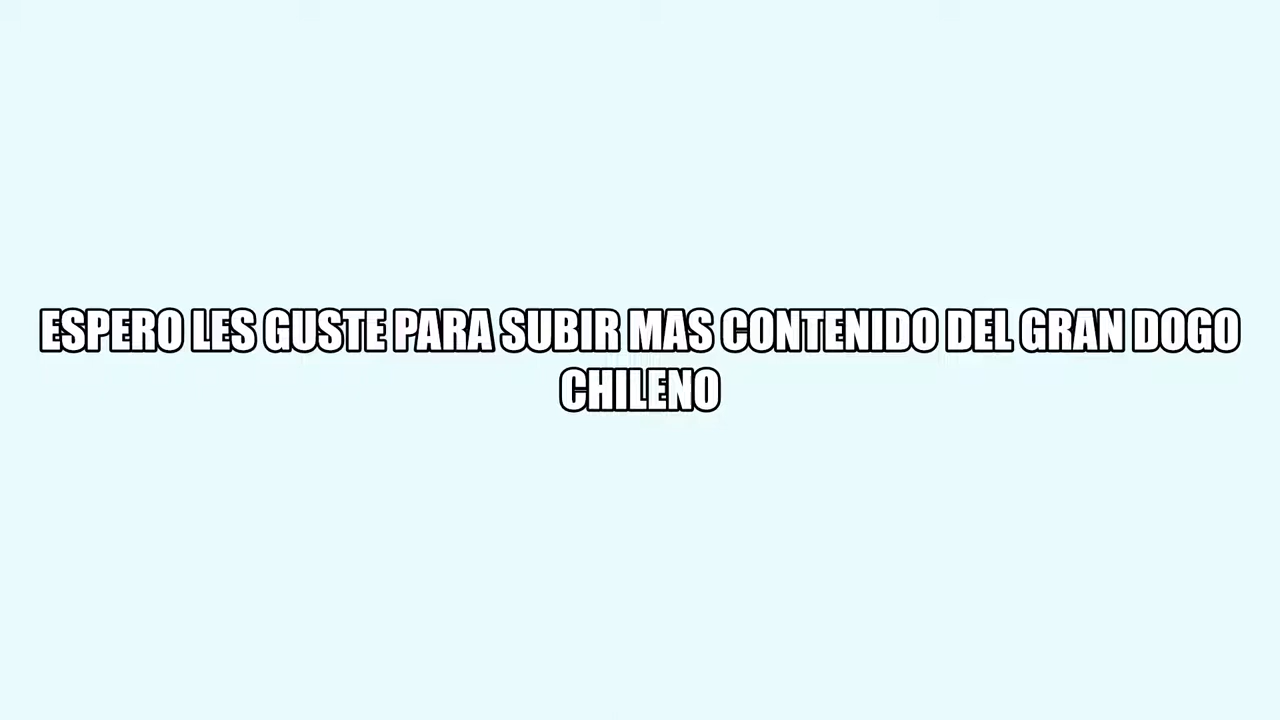 ESPERO LES GUSTE PARA SUBIR MAS CONTENIDO DEL GRAN DOGO
CHILENO